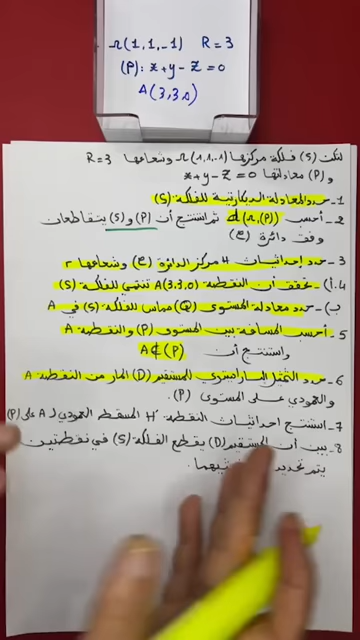 Ω(1,1,-1) R=3
(P): x+y-z=0
A(3,3,0)
لتكن (S) فلكة مركزها Ω(1,1,-1) وشعاعها R=3
و (P) معادلتها x+y-z=0
1- حدد المعادلة الديكارتية للفلكة (S)
2- أحسب d(Ω,(P)) ثم استنتج أن (P) و (S) يتقاطعان
وفق دائرة (C)
3- حدد إحداثيات H مركز الدائرة (C) وشعاعها r
4.أ) تحقق أن النقطة A(3,3,0) تنتمي للفلكة (S)
ب)- حدد معادلة المستوى (Q) مماس للفلكة (S) في A
5- أحسب المسافة بين المستوى (P) والنقطة A
واستنتج أن A∉(P)
6- حدد التمثيل البارامتري للمستقيم (D) المار من النقطة A
والعمودي على المستوى (P).
7- استنتج احداثيات النقطة H' المسقط العمودي لـ A على (P)
8- بين أن المستقيم (D) يقطع الفلكة (S) في نقطتين
يتم تحديد